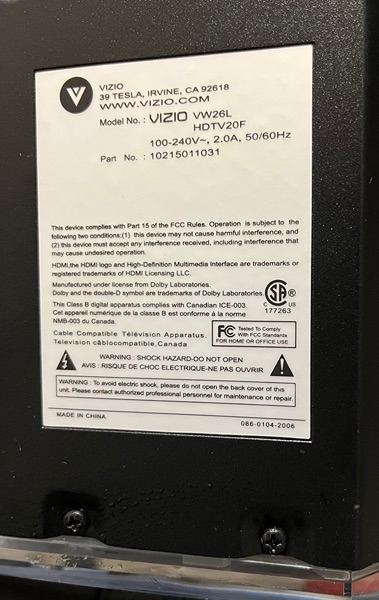 VIZIO
39 TESLA, IRVINE, CA 92618
WWW.VIZIO.COM
Model No. : VIZIO VW26L
HDTV20F
100-240V~, 2.0A, 50/60Hz
Part No. : 10215011031
This device complies with Part 15 of the FCC Rules. Operation is subject to the
following two conditions:(1) this device may not cause harmful interference, and
(2) this device must accept any interference received, including interference that
may cause undesired operation.
HDMI,the HDMI logo and High-Definition Multimedia Interface are trademarks or
registered trademarks of HDMI Licensing LLC.
Manufactured under license from Dolby Laboratories.
Dolby and the double-D symbol are trademarks of Dolby Laboratories.
This Class B digital apparatus complies with Canadian ICE-003.
Cet appareil numérique de la classe B est conforme à la norme
NMB-003 du Canada.
SA ®
US
177263
Cable Compatible Télévision Apparatus.
Television câblocompatible,Canada
FC Tested To Comply
With FCC Standards
FOR HOME OR OFFICE USE
WARNING : SHOCK HAZARD-DO NOT OPEN
AVIS : RISQUE DE CHOC ELECTRIQUE-NE PAS OUVRIR
WARNING : To avoid electric shock, please do not open the back cover of this
unit. Please contact authorized professional personnel for maintenance or repair.
MADE IN CHINA
086-0104-2006